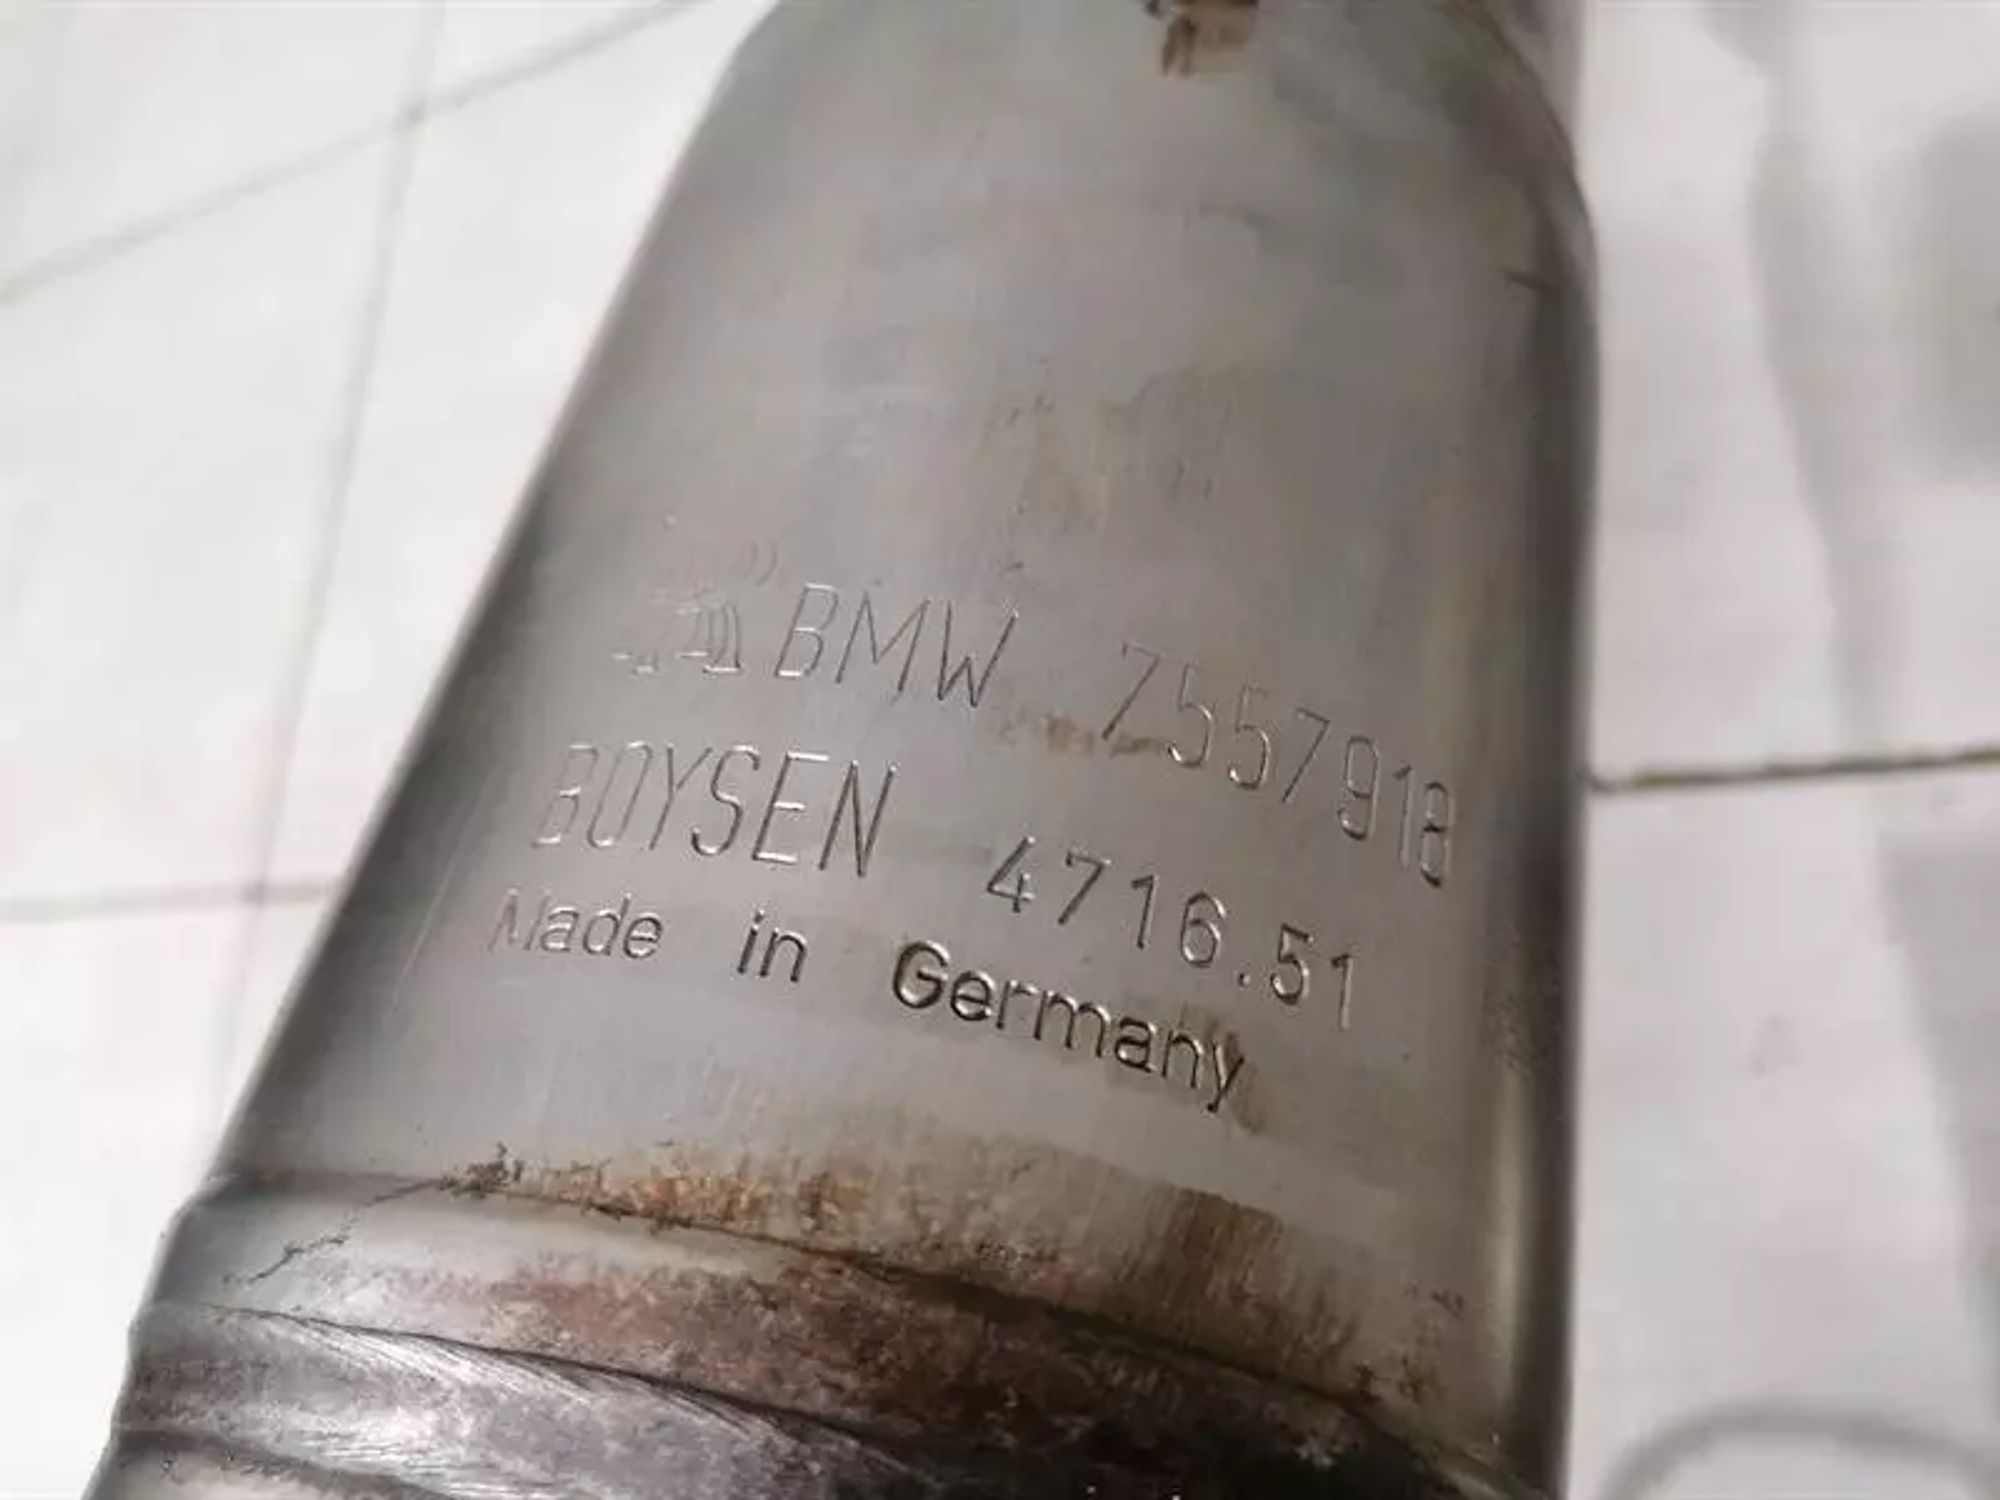 BMW 7557918
BOYSEN 4716.51
Made in Germany